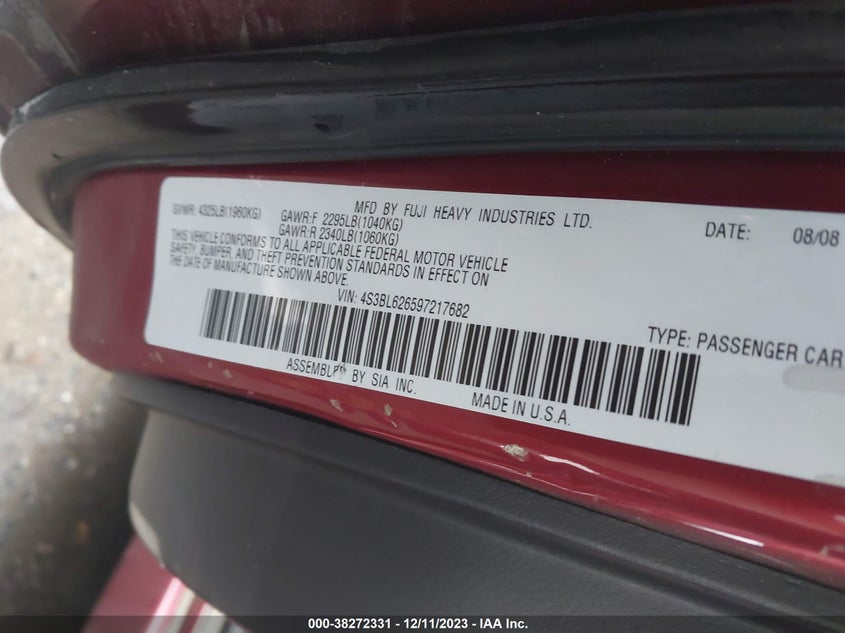 MFD BY FUJI HEAVY INDUSTRIES LTD.
DATE: 08/08
GVWR: 4325LB(1960KG) GAWR:F 2295LB(1040KG)
GAWR:R 2340LB(1060KG)
THIS VEHICLE CONFORMS TO ALL APPLICABLE FEDERAL MOTOR VEHICLE
SAFETY, BUMPER, AND THEFT PREVENTION STANDARDS IN EFFECT ON
THE DATE OF MANUFACTURE SHOWN ABOVE.
VIN: 4S3BL626597217682
TYPE: PASSENGER CAR
ASSEMBLED BY SIA INC.
MADE IN U.S.A.
000-38272331 - 12/11/2023 - IAA Inc.